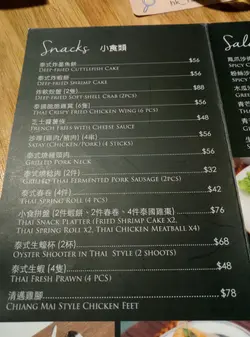 Snacks 小食類
泰式炸墨魚餅 $56
Deep-fried Cuttlefish Cake
泰式炸蝦餅 $56
Deep-fried Shrimp Cake
炸軟殼蟹 (2隻) $88
Deep-fried Soft-shell Crab (2pcs)
泰國脆脆雞翼 (6隻) $56
Thai Crispy Fried Chicken Wing (6 pcs)
芝士醬薯條 $48
French Fries with Cheese Sauce
沙嗲(雞肉/豬肉) (4串) $56
Satay (Chicken/Pork) (4 sticks)
泰式燒豬頸肉 $62
Grilled Pork Neck
泰式燒酸肉 (2件) $52
Grilled Thai Fermented Pork Sausage (2pcs)
泰式春卷 (4件) $42
Thai Spring Roll (4 pcs)
小食拼盤 (2件蝦餅、2件春卷、4件泰國雞嘗) $76
Thai Snack Platter (Fried Shrimp Cake x2,
Thai Spring Roll x2, Thai Chicken Meatball x4)
泰式生蠔杯 (2杯) $68
Oyster Shooter in Thai Style (2 shoots)
泰式生蝦 (4隻) $48
Thai Fresh Prawn (4 pcs)
清邁雞腳 $78
Chiang Mai Style Chicken Feet
Sal